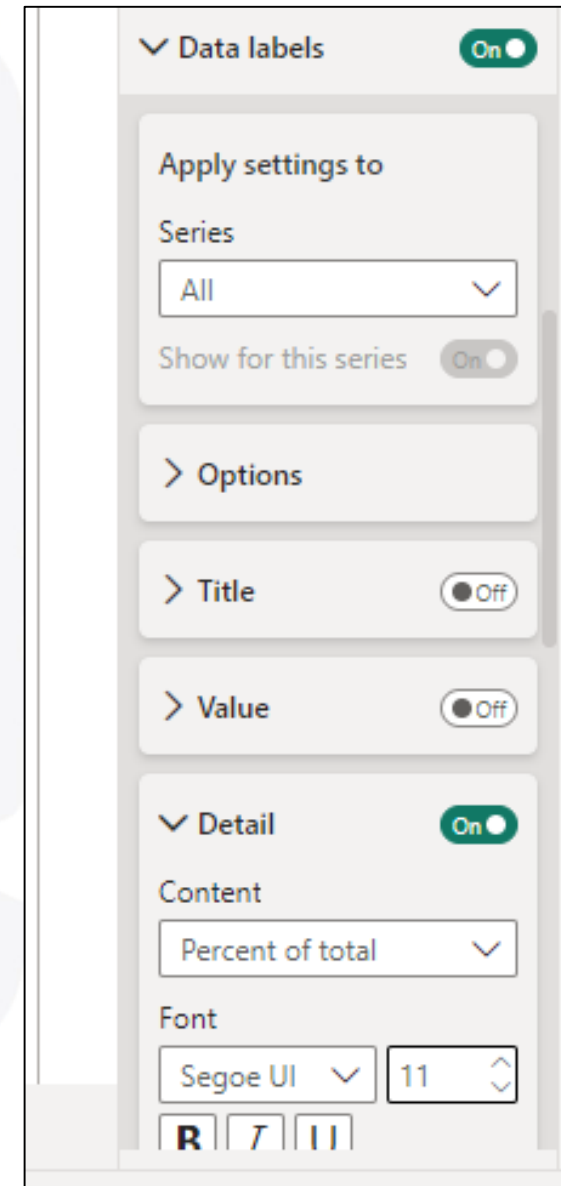 Data labels On
Apply settings to
Series
All
Show for this series On
Options
Title Off
Value Off
Detail On
Content
Percent of total
Font
Segoe UI 11
B I U